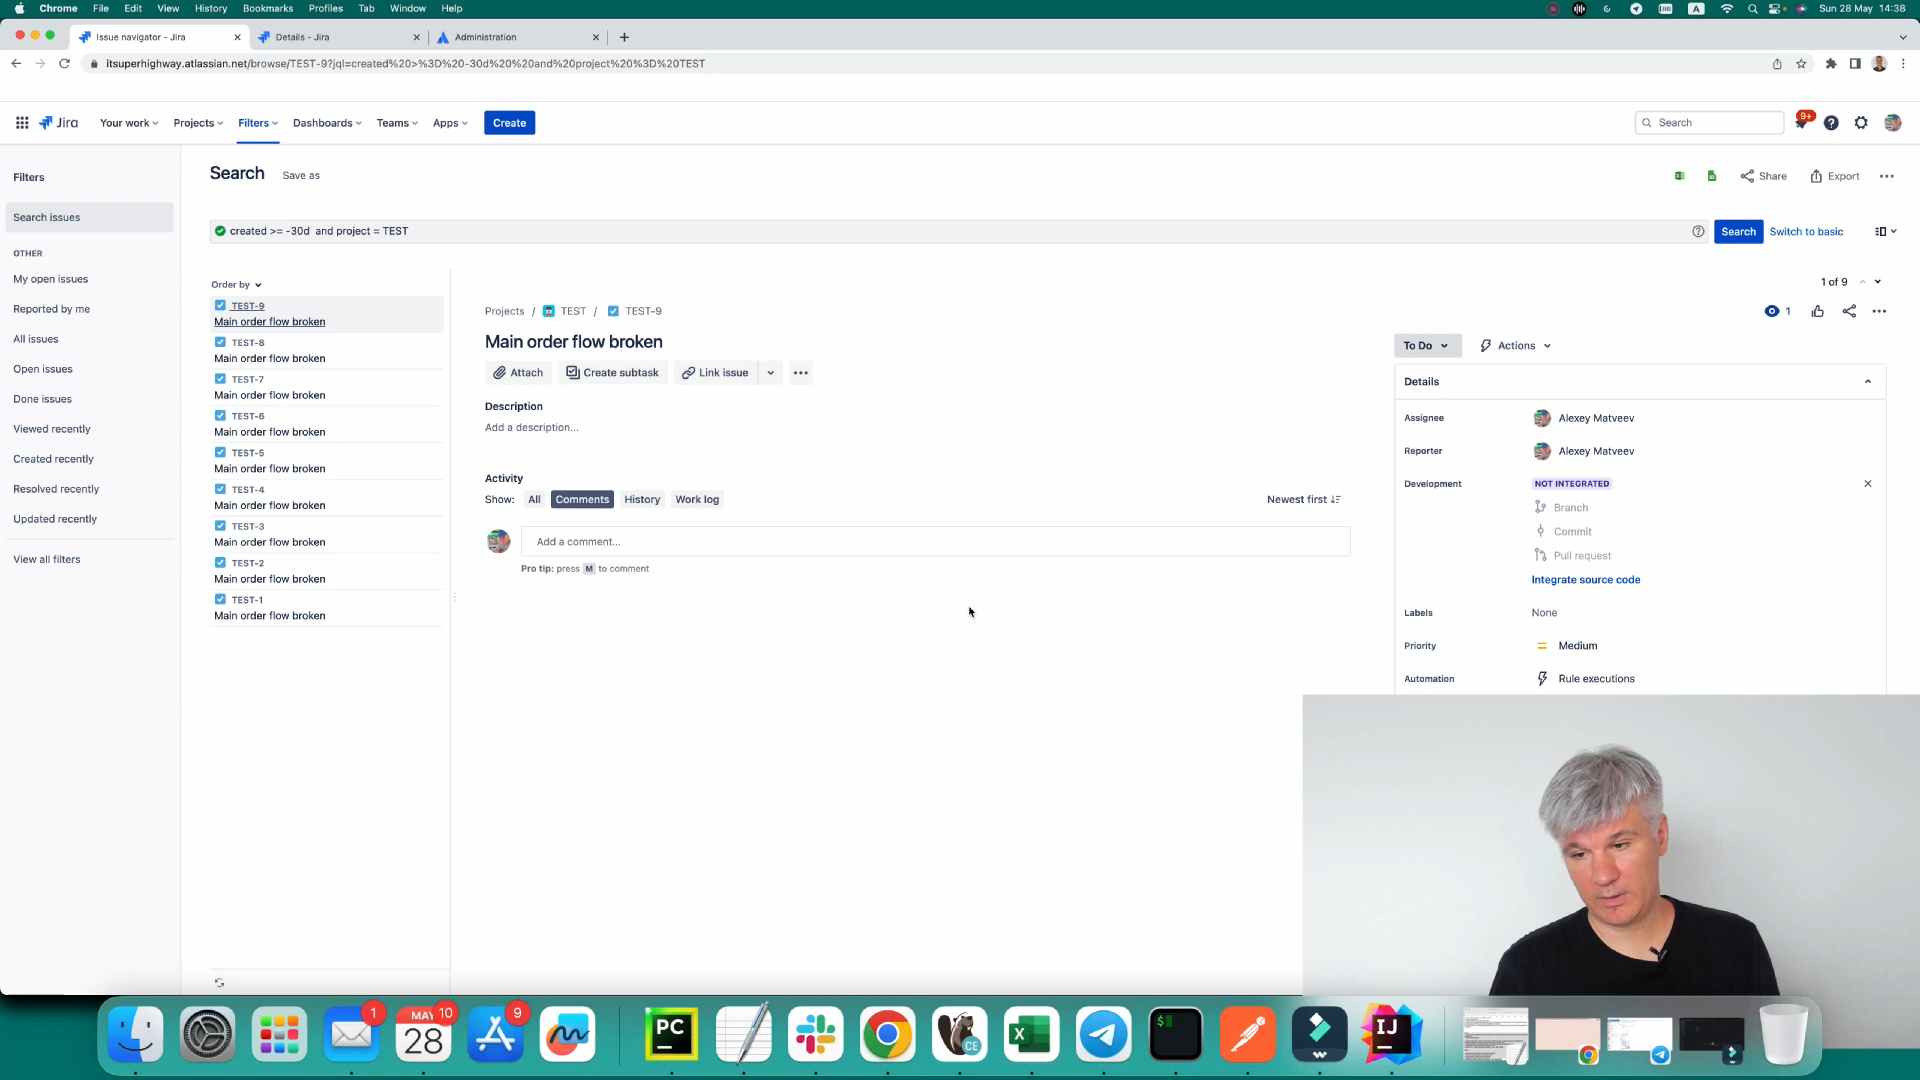 Chrome File Edit View History Bookmarks Profiles Tab Window Help
A Sun 28 May 14:38
Issue navigator - Jira
Details - Jira
Administration
itsuperhighway.atlassian.net/browse/TEST-9?jql=created%20>%3D%20-30d%20%20and%20project%20%3D%20TEST
Jira Your work Projects Filters Dashboards Teams Apps Create
Search
9+
Filters
Search issues
OTHER
My open issues
Reported by me
All issues
Open issues
Done issues
Viewed recently
Created recently
Resolved recently
Updated recently
View all filters
Search Save as
Share Export
created >= -30d  and project = TEST
Search Switch to basic
Order by
TEST-9
Main order flow broken
TEST-8
Main order flow broken
TEST-7
Main order flow broken
TEST-6
Main order flow broken
TEST-5
Main order flow broken
TEST-4
Main order flow broken
TEST-3
Main order flow broken
TEST-2
Main order flow broken
TEST-1
Main order flow broken
1 of 9
Projects / TEST / TEST-9
1
Main order flow broken
Attach Create subtask Link issue
Description
Add a description...
Activity
Show: All Comments History Work log
Newest first
Add a comment...
Pro tip: press M to comment
To Do Actions
Details
Assignee Alexey Matveev
Reporter Alexey Matveev
Development NOT INTEGRATED
Branch
Commit
Pull request
Integrate source code
Labels None
Priority Medium
Automation Rule executions
1
MAY 10
28
9
PC
CE
X
$
IJ